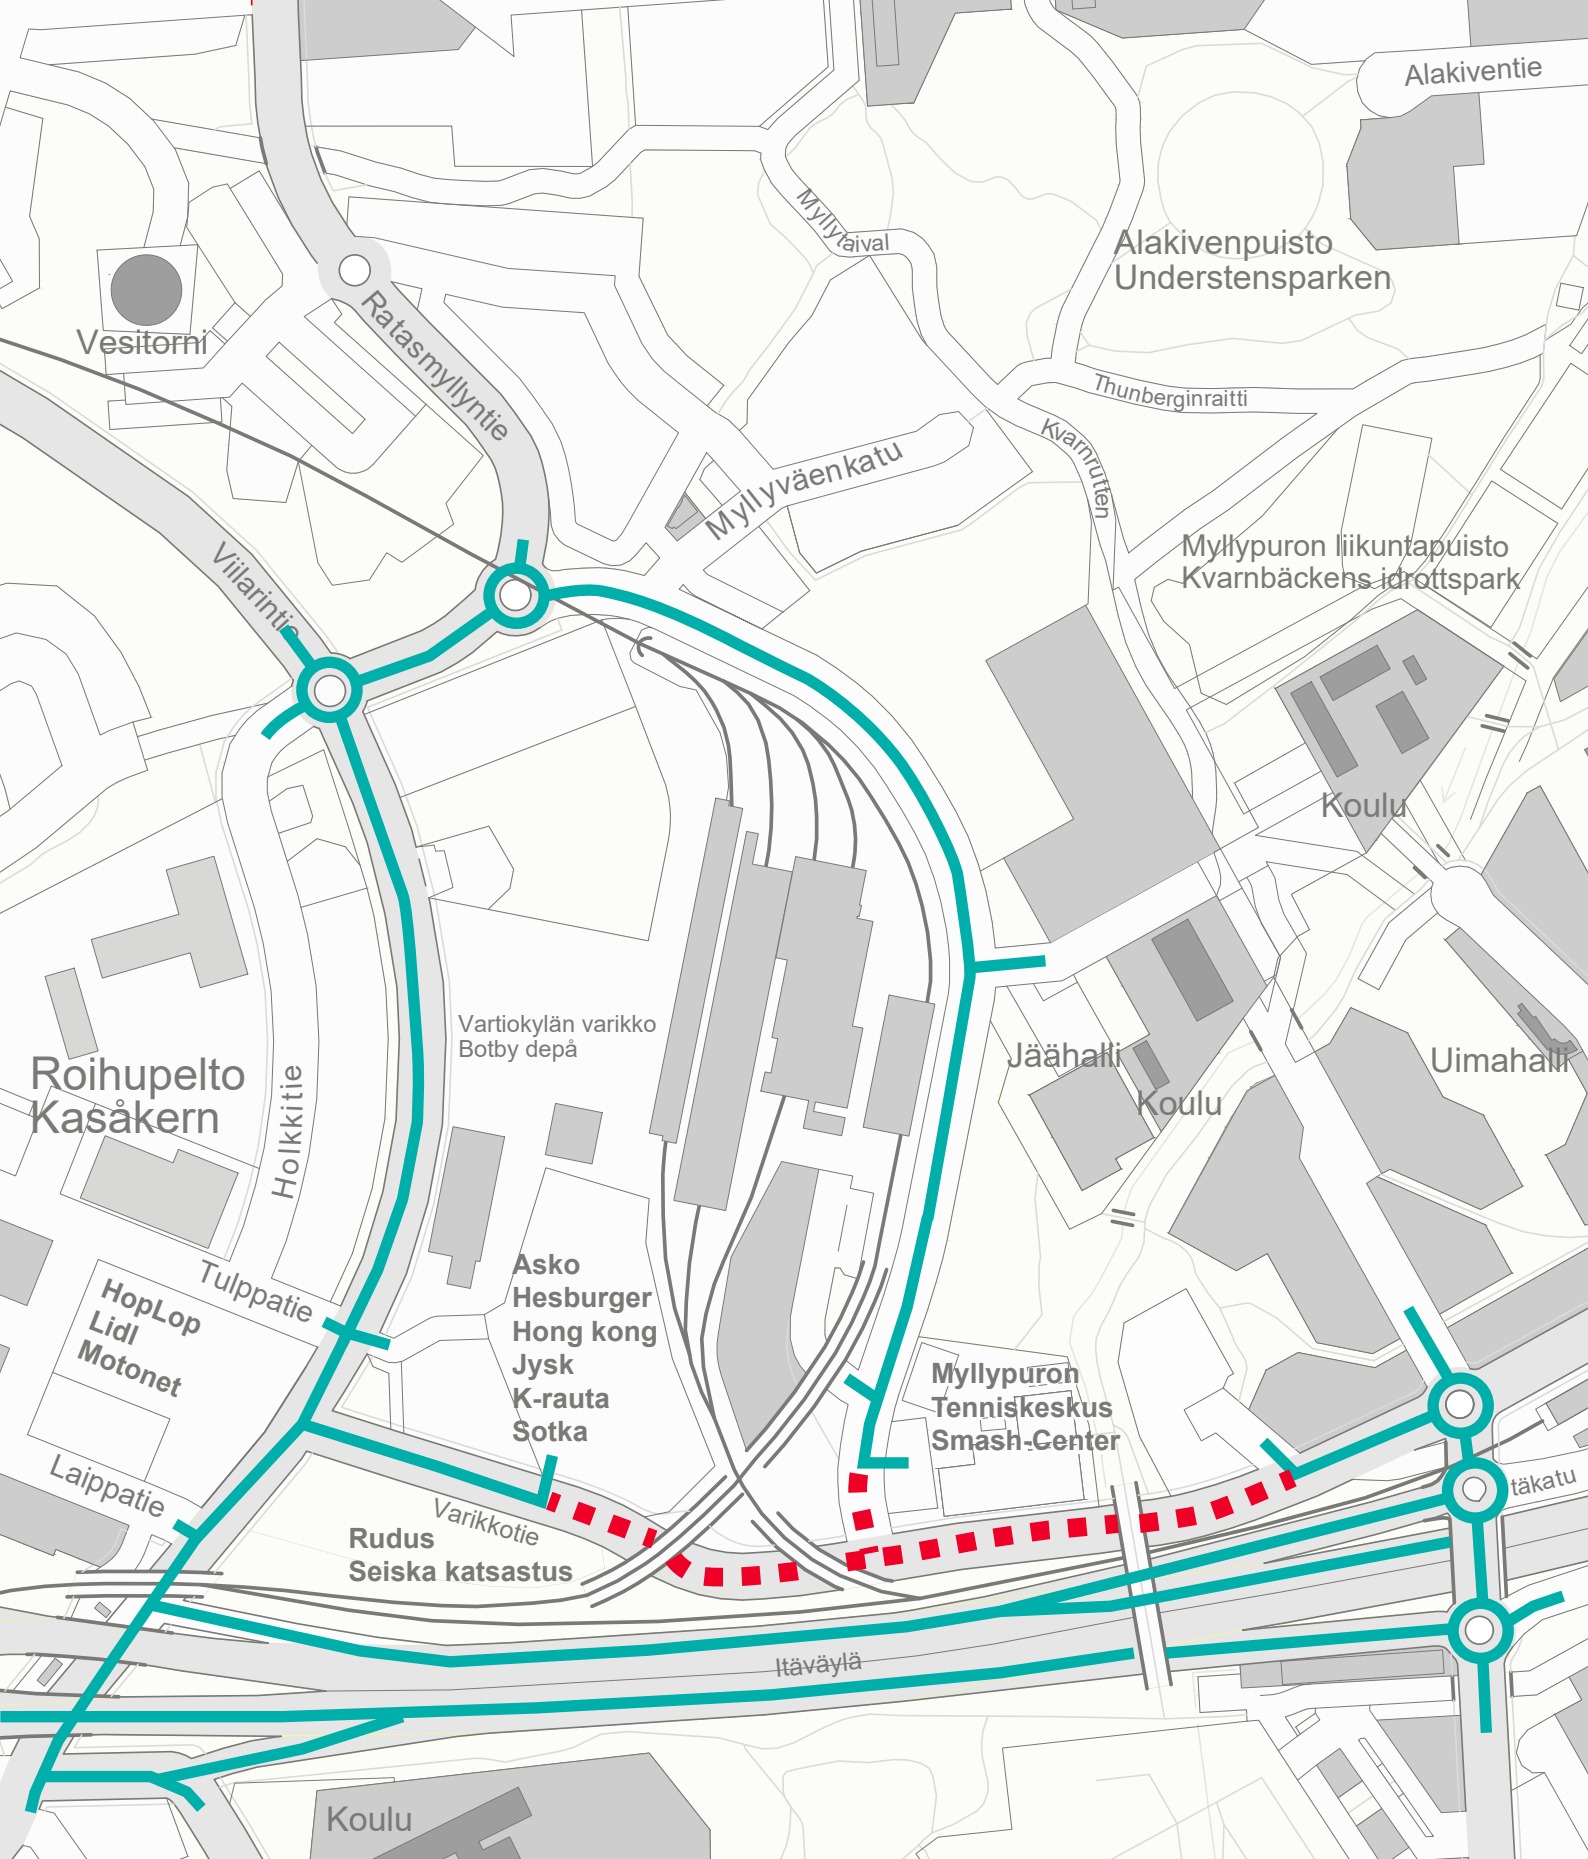 Alakiventie
Myllytaival
Alakivenpuisto
Understensparken
Vesitorni
Ratasmyllyntie
Thunberginraitti
Kvarnrutten
Myllyväenkatu
Viilarintie
Myllypuron liikuntapuisto
Kvarnbäckens idrottspark
Koulu
Vartiokylän varikko
Botby depå
Jäähalli
Uimahalli
Koulu
Roihupelto
Kasåkern
Holkkitie
Tulppatie
HopLop
Lidl
Motonet
Asko
Hesburger
Hong kong
Jysk
K-rauta
Sotka
Myllypuron
Tenniskeskus
Smash-Center
Laippatie
Varikkotie
täkatu
Rudus
Seiska katsastus
Itäväylä
Koulu